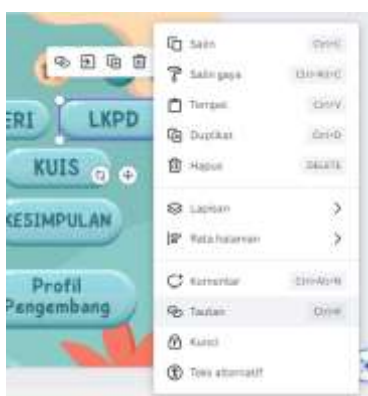 ERI
LKPD
KUIS
KESIMPULAN
Profil
Pengembang
Salin
Ctrl+C
Salin gaya
Ctrl+Alt+C
Tempel
Ctrl+V
Duplikat
Ctrl+D
Hapus
DELETE
Lapisan
Rata halaman
Komentar
Ctrl+Alt+N
Tautan
Ctrl+K
Kunci
Teks alternatif